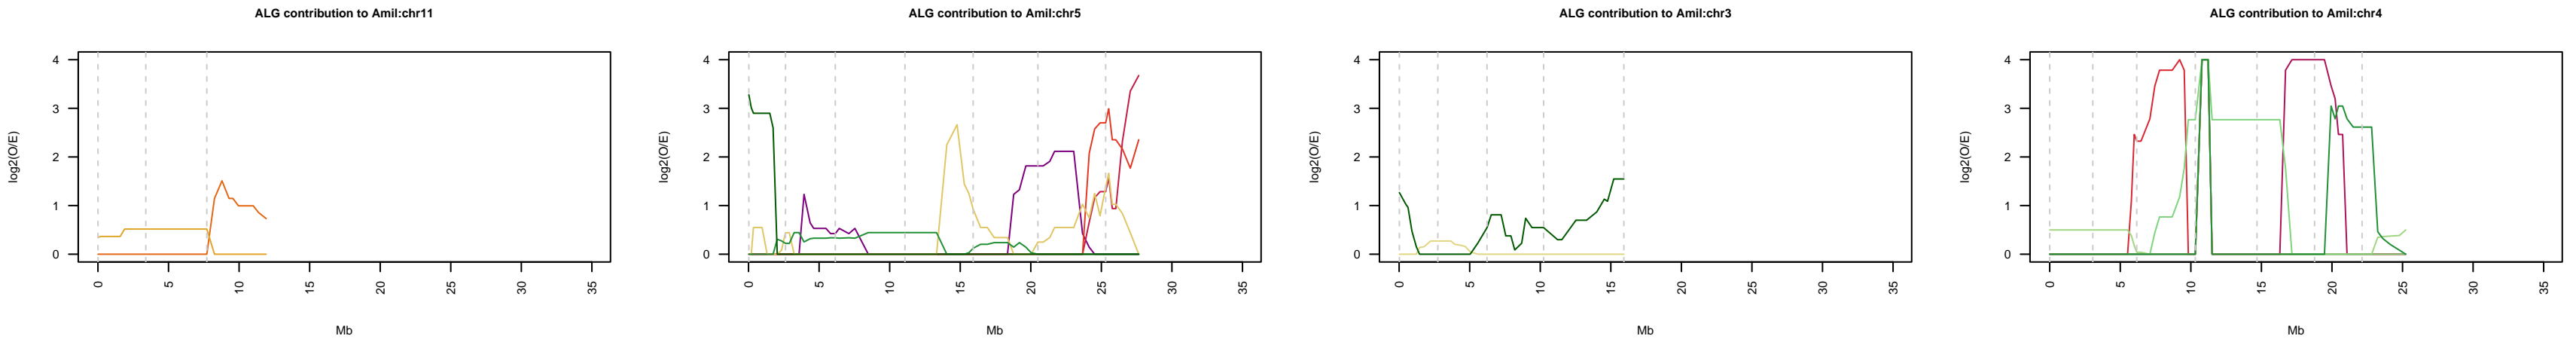 ALG contribution to Amil:chr11
4
3
2
1
0
log2(O/E)
0 5 10 15 20 25 30 35
Mb
ALG contribution to Amil:chr5
4
3
2
1
0
log2(O/E)
0 5 10 15 20 25 30 35
Mb
ALG contribution to Amil:chr3
4
3
2
1
0
log2(O/E)
0 5 10 15 20 25 30 35
Mb
ALG contribution to Amil:chr4
4
3
2
1
0
log2(O/E)
0 5 10 15 20 25 30 35
Mb